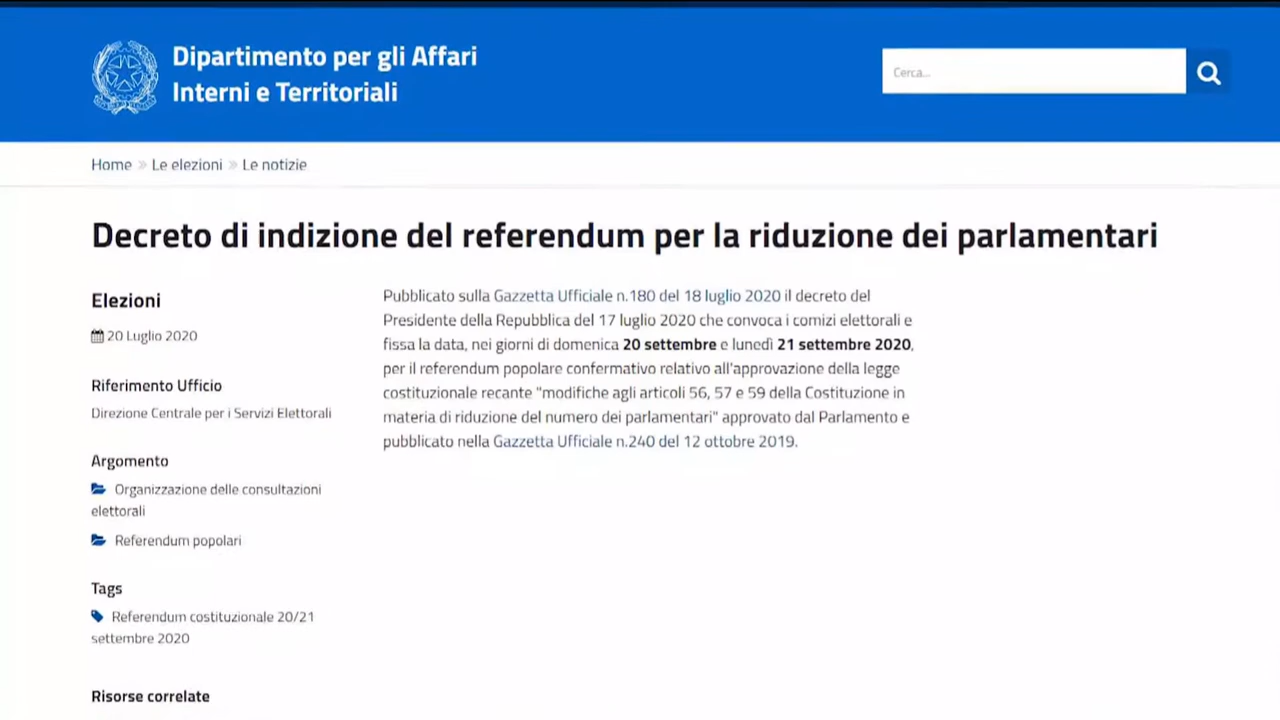 Dipartimento per gli Affari
Interni e Territoriali
Cerca...
Home » Le elezioni » Le notizie
Decreto di indizione del referendum per la riduzione dei parlamentari
Elezioni
20 Luglio 2020
Riferimento Ufficio
Direzione Centrale per i Servizi Elettorali
Argomento
Organizzazione delle consultazioni
elettorali
Referendum popolari
Tags
Referendum costituzionale 20/21
settembre 2020
Risorse correlate
Pubblicato sulla Gazzetta Ufficiale n.180 del 18 luglio 2020 il decreto del
Presidente della Repubblica del 17 luglio 2020 che convoca i comizi elettorali e
fissa la data, nei giorni di domenica 20 settembre e lunedì 21 settembre 2020,
per il referendum popolare confermativo relativo all'approvazione della legge
costituzionale recante "modifiche agli articoli 56, 57 e 59 della Costituzione in
materia di riduzione del numero dei parlamentari" approvato dal Parlamento e
pubblicato nella Gazzetta Ufficiale n.240 del 12 ottobre 2019.